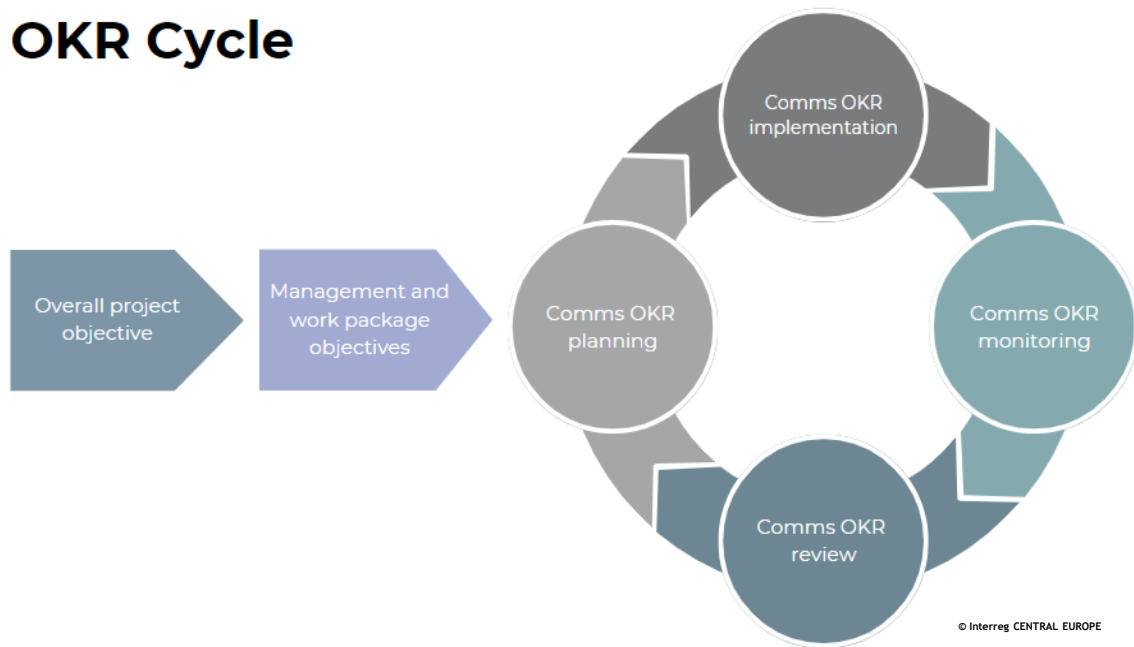 OKR Cycle
Overall project
objective
Management and
work package
objectives
Comms OKR
planning
Comms OKR
implementation
Comms OKR
monitoring
Comms OKR
review
© Interreg CENTRAL EUROPE